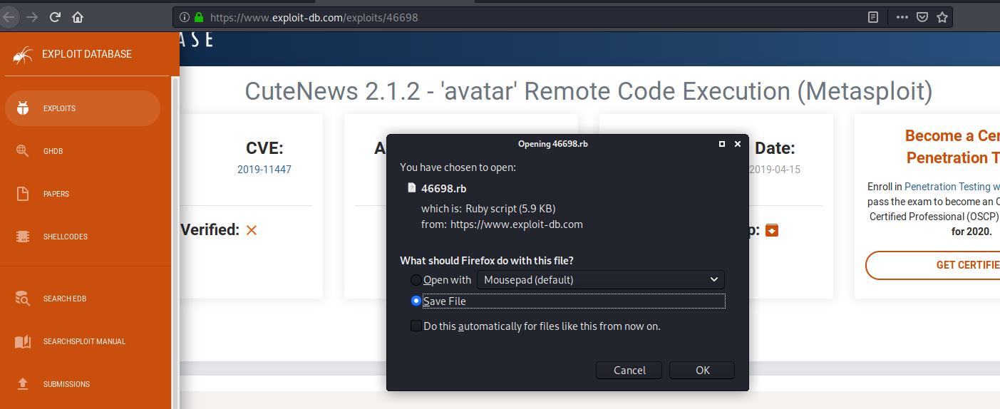 https://www.exploit-db.com/exploits/46698
EXPLOIT DATABASE
ASE
EXPLOITS
GHDB
PAPERS
SHELLCODES
SEARCH EDB
SEARCHSPLOIT MANUAL
SUBMISSIONS
CuteNews 2.1.2 - 'avatar' Remote Code Execution (Metasploit)
CVE:
2019-11447
Verified:
A
Date:
2019-04-15
p:
Become a Cer
Penetration T
Enroll in Penetration Testing w
pass the exam to become an O
Certified Professional (OSCP)
for 2020.
GET CERTIFIE
Opening 46698.rb
You have chosen to open:
46698.rb
which is: Ruby script (5.9 KB)
from: https://www.exploit-db.com
What should Firefox do with this file?
Open with Mousepad (default)
Save File
Do this automatically for files like this from now on.
Cancel OK